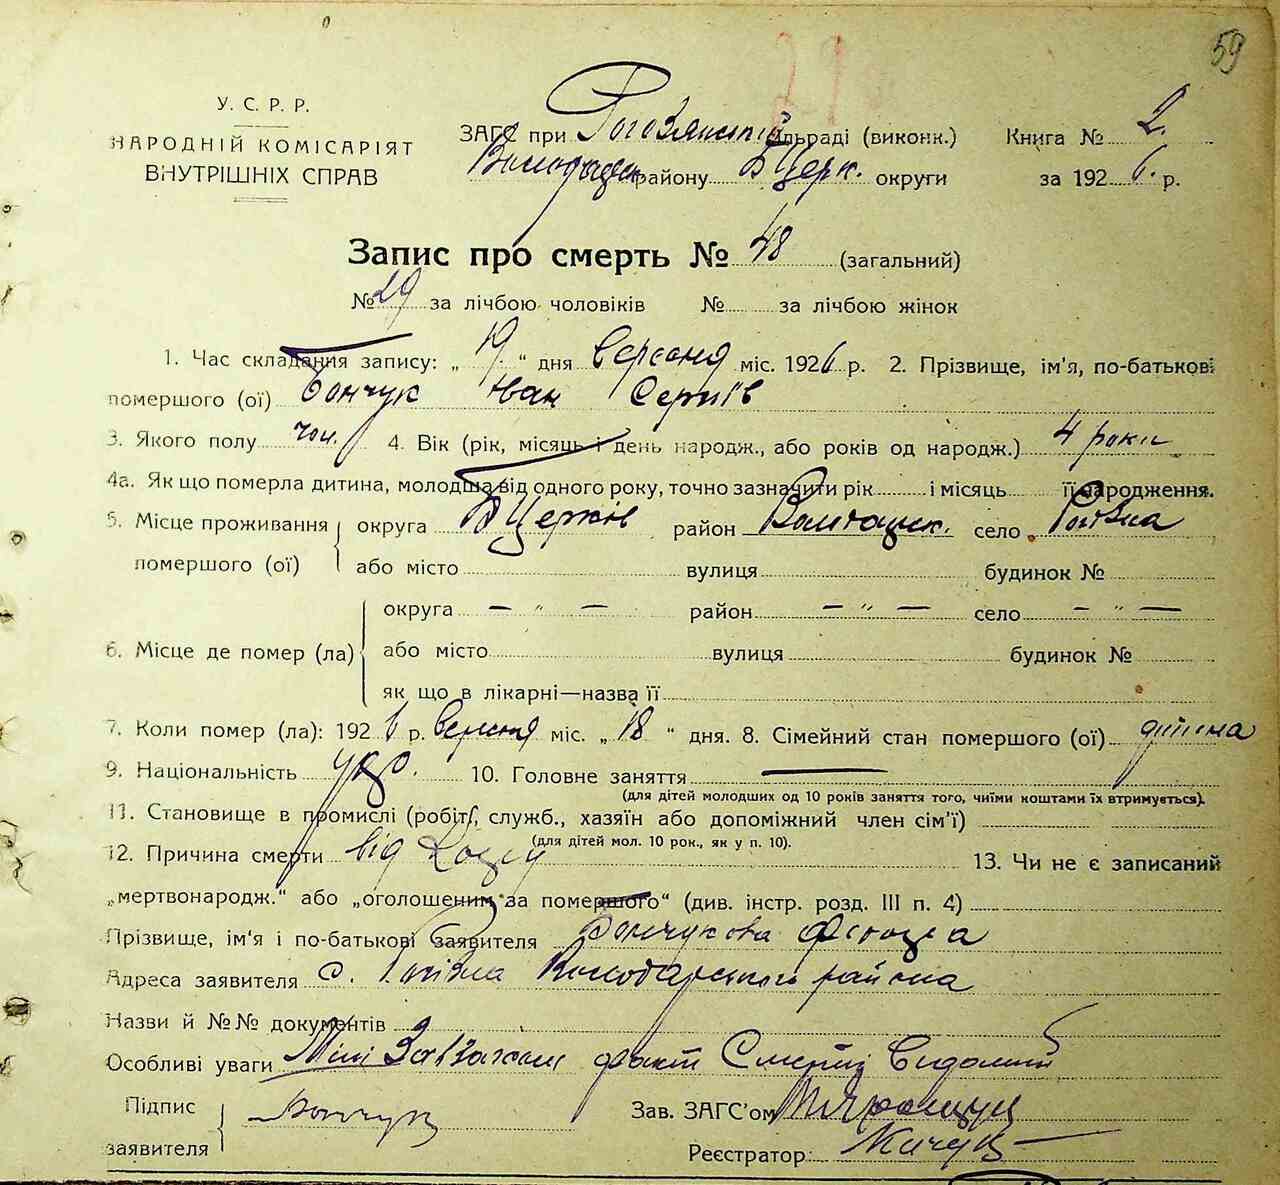 59
У. С. Р. Р.
НАРОДНІЙ КОМІСАРІЯТ
ВНУТРІШНІХ СПРАВ
ЗАГС при Рогозянській сільраді (виконк.) Книга № 2.
району Б Церк. округи за 1926. р.
Запис про смерть № 48 (загальний)
№ 29 за лічбою чоловіків № за лічбою жінок
1. Час складання запису: „ 19 “ дня вересня міс. 1926 р. 2. Прізвище, ім'я, по-батькові
помершого (ої) Бончук Іван Сергіїв
3. Якого полу чол. 4. Вік (рік, місяць і день народж., або років од народж.) 4 роки
4а. Як що померла дитина, молодша від одного року, точно зазначити рік і місяць її народження.
5. Місце проживання помершого (ої) округа Б Церків район село
або місто вулиця будинок №
6. Місце де помер (ла) округа — „ — район — „ — село — „ —
або місто вулиця будинок №
як що в лікарні—назва її
7. Коли помер (ла): 1926 р. вересня міс. „ 18 “ дня. 8. Сімейний стан помершого (ої) дитина
9. Національність укр. 10. Головне заняття —
(для дітей молодших од 10 років заняття того, чиїми коштами їх втримується).
11. Становище в промислі (робітн., служб., хазяїн або допоміжний член сім'ї)
(для дітей мол. 10 рок., як у п. 10).
12. Причина смерти від 13. Чи не є записаний
„мертвонародж.“ або „оголошеним за помершого“ (див. інстр. розд. III п. 4)
Прізвище, ім'я і по-батькові заявителя Бончукова
Адреса заявителя с. Володарського района
Назви й №№ документів
Особливі уваги факт Смерти Відомий
Підпис заявителя Бончук Зав. ЗАГС'ом
Реєстратор: